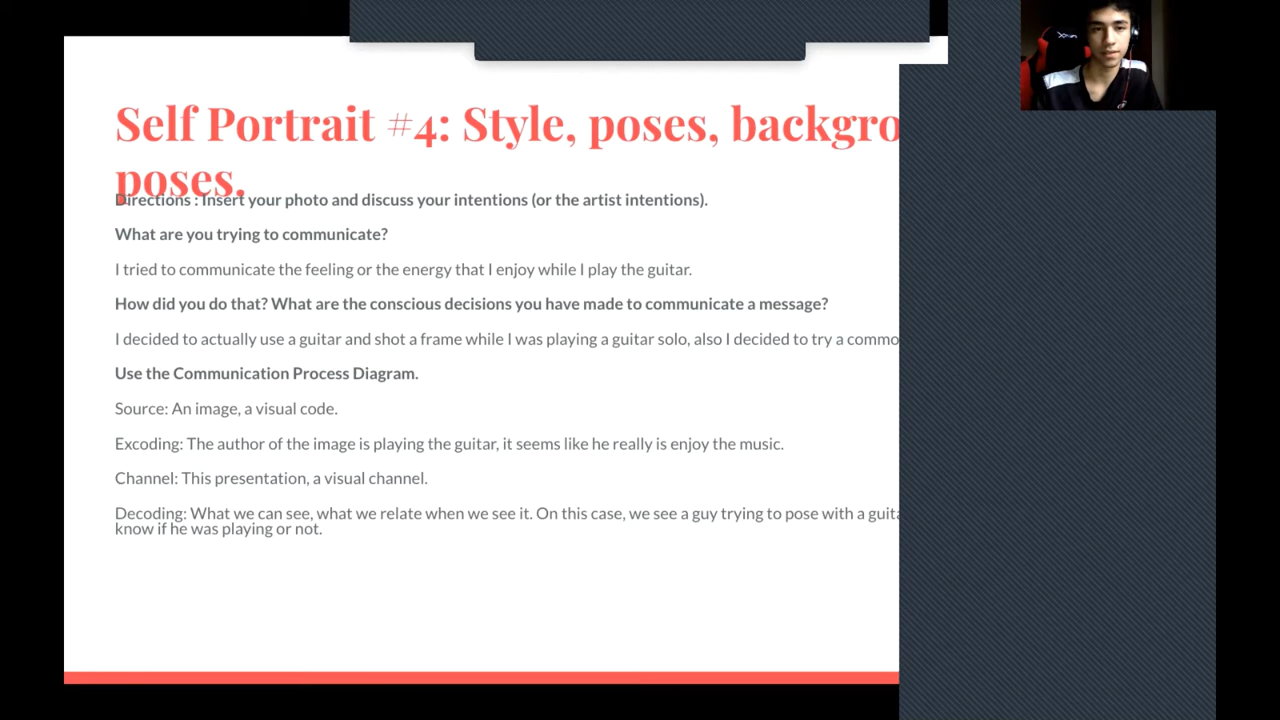 Self Portrait #4: Style, poses,
poses.
Directions : Insert your photo and discuss your intentions (or the artist intentions).
What are you trying to communicate?
I tried to communicate the feeling or the energy that I enjoy while I play the guitar.
How did you do that? What are the conscious decisions you have made to communicate a message?
I decided to actually use a guitar and shot a frame while I was playing a guitar solo, also I decided to try a
Use the Communication Process Diagram.
Source: An image, a visual code.
Excoding: The author of the image is playing the guitar, it seems like he really is enjoy the music.
Channel: This presentation, a visual channel.
Decoding: What we can see, what we relate when we see it. On this case, we see a guy trying to pose with a
know if he was playing or not.